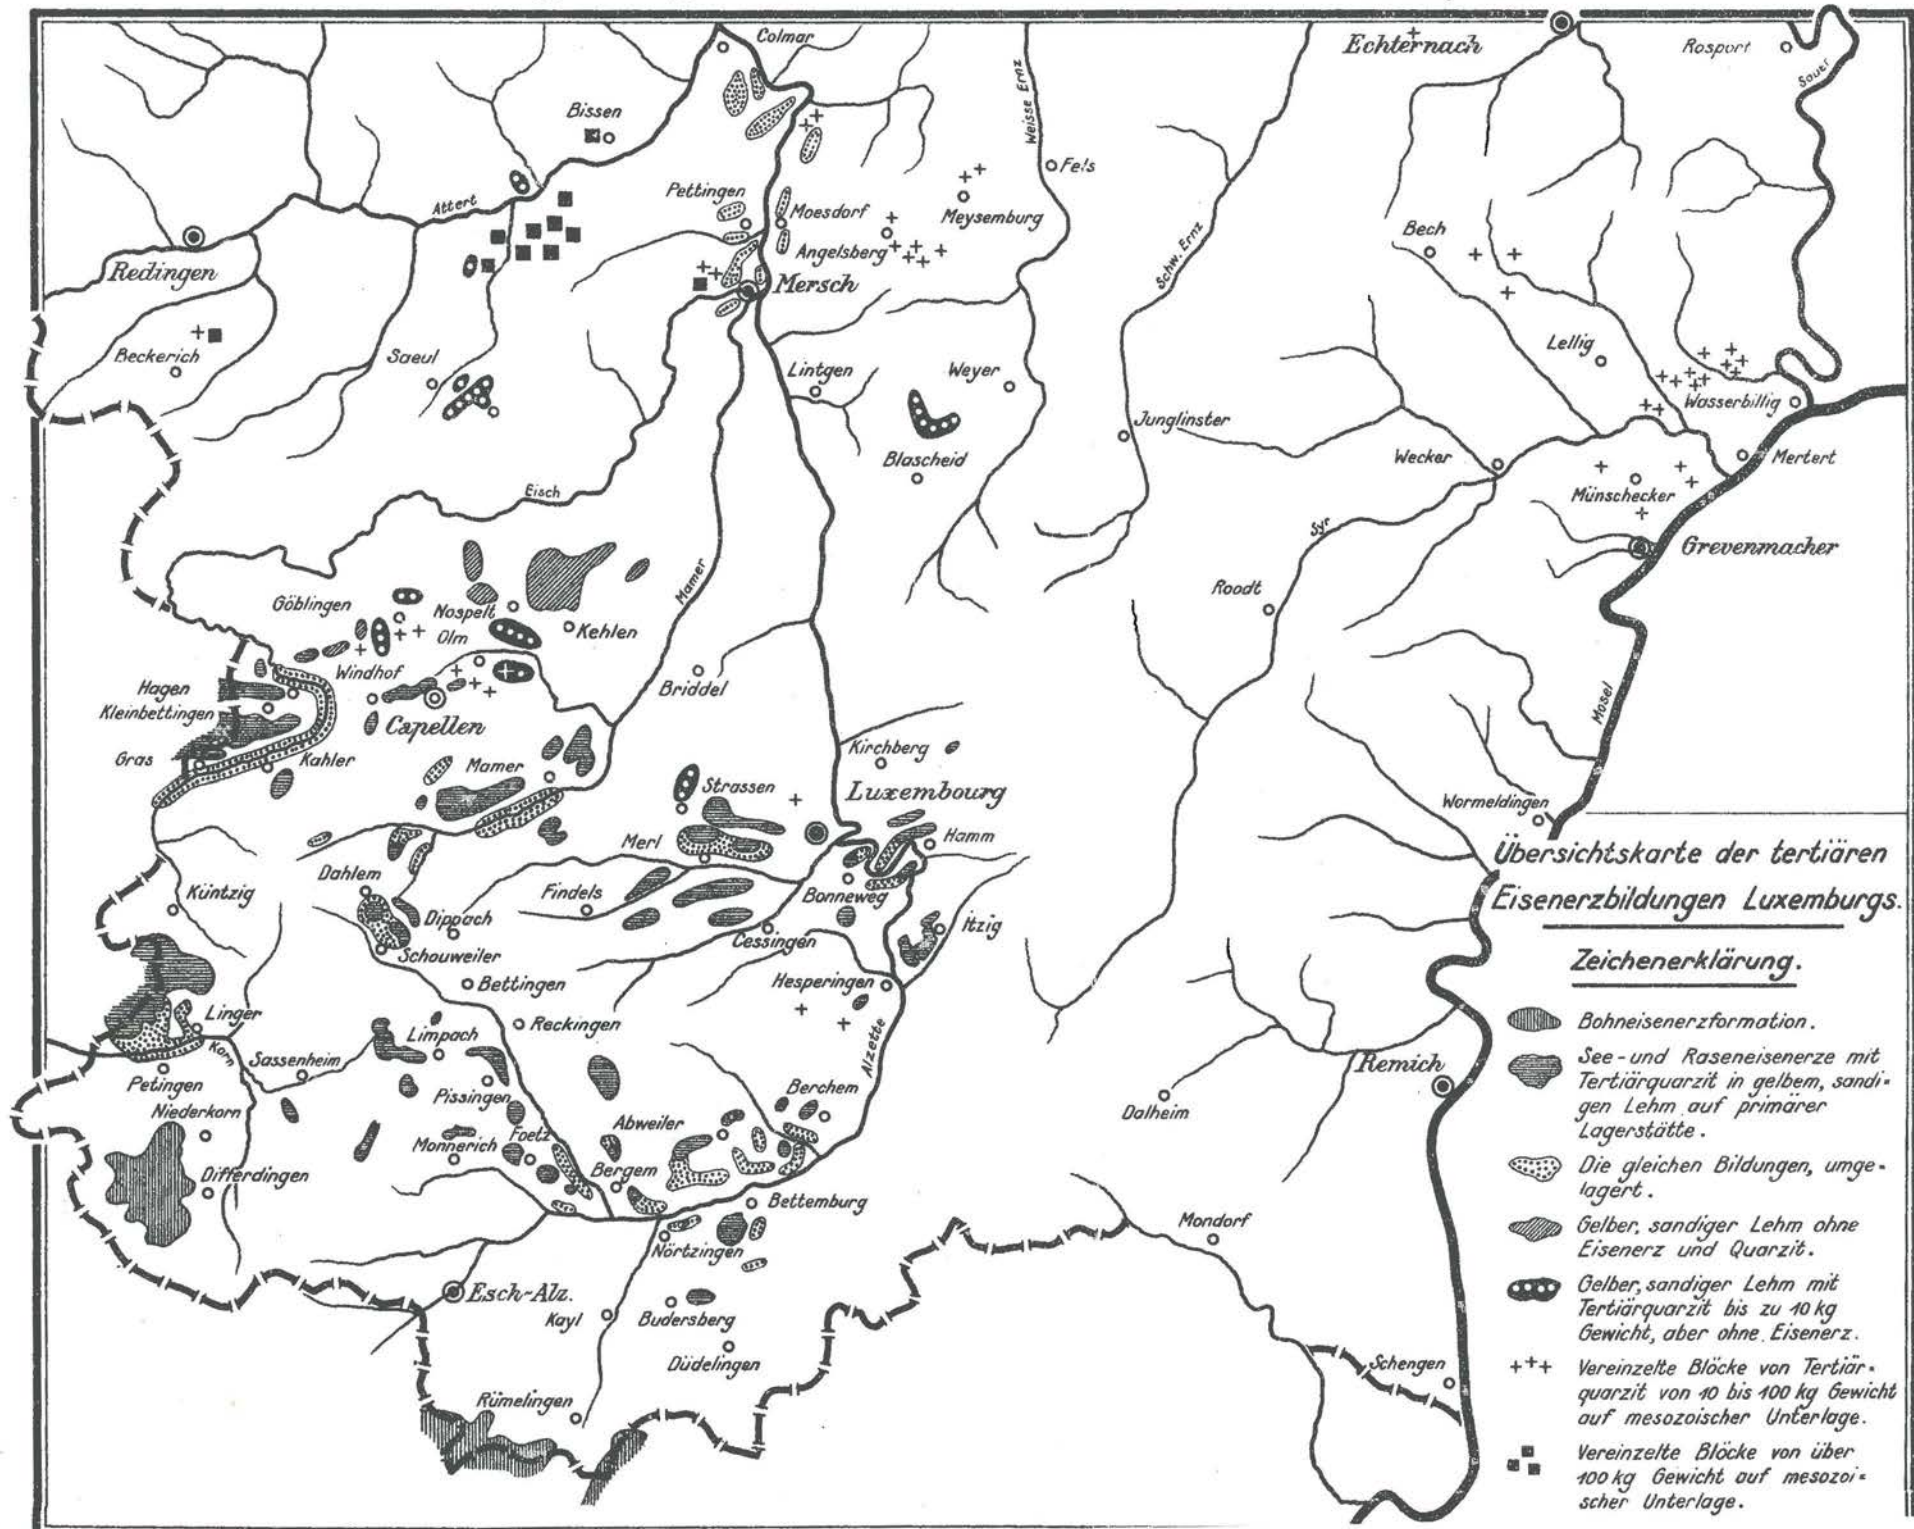 Colmar
Echternach
Rosport
Sauer
Weisse Ernz
Bissen
Fels
Pettingen
Attert
Moesdorf
Meysemburg
Bech
Angelsberg
Schw. Ernz
Redingen
Mersch
Beckerich
Saeul
Lintgen
Weyer
Lellig
Wasserbillig
Junglinster
Blascheid
Wecker
Mertert
Eisch
Münschecker
Syr
Grevenmacher
Mamer
Göblingen
Nospelt
Roodt
Olm
Kehlen
Windhof
Briddel
Hagen
Kleinbettingen
Mosel
Capellen
Gras
Kahler
Mamer
Kirchberg
Strassen
Luxembourg
Wormeldingen
Merl
Hamm
Dahlem
Küntzig
Findels
Bonneweg
Dippach
Cessingen
Itzig
Schouweiler
Bettingen
Hesperingen
Linger
Reckingen
Korn
Limpach
Alzette
Sassenheim
Remich
Petingen
Pissingen
Berchem
Dalheim
Niederkorn
Monnerich
Foetz
Abweiler
Differdingen
Bergem
Bettemburg
Mondorf
Nörtzingen
Esch-Alz.
Kayl
Budersberg
Düdelingen
Schengen
Rümelingen
Übersichtskarte der tertiären
Eisenerzbildungen Luxemburgs.
Zeichenerklärung.
Bohneisenerzformation.
See- und Raseneisenerze mit
Tertiärquarzit in gelbem, sandi-
gen Lehm auf primärer
Lagerstätte.
Die gleichen Bildungen, umge-
lagert.
Gelber, sandiger Lehm ohne
Eisenerz und Quarzit.
Gelber, sandiger Lehm mit
Tertiärquarzit bis zu 10 kg
Gewicht, aber ohne Eisenerz.
Vereinzelte Blöcke von Tertiär-
quarzit von 10 bis 100 kg Gewicht
auf mesozoischer Unterlage.
Vereinzelte Blöcke von über
100 kg Gewicht auf mesozoi-
scher Unterlage.